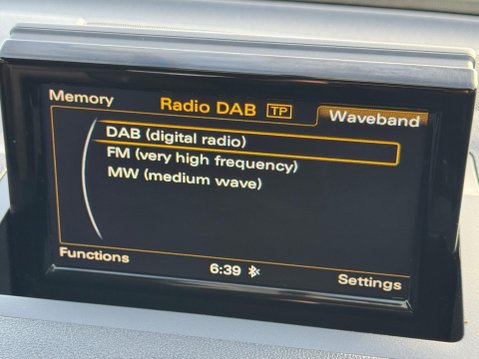 Memory
Radio DAB TP
Waveband
DAB (digital radio)
FM (very high frequency)
MW (medium wave)
Functions
6:39
Settings